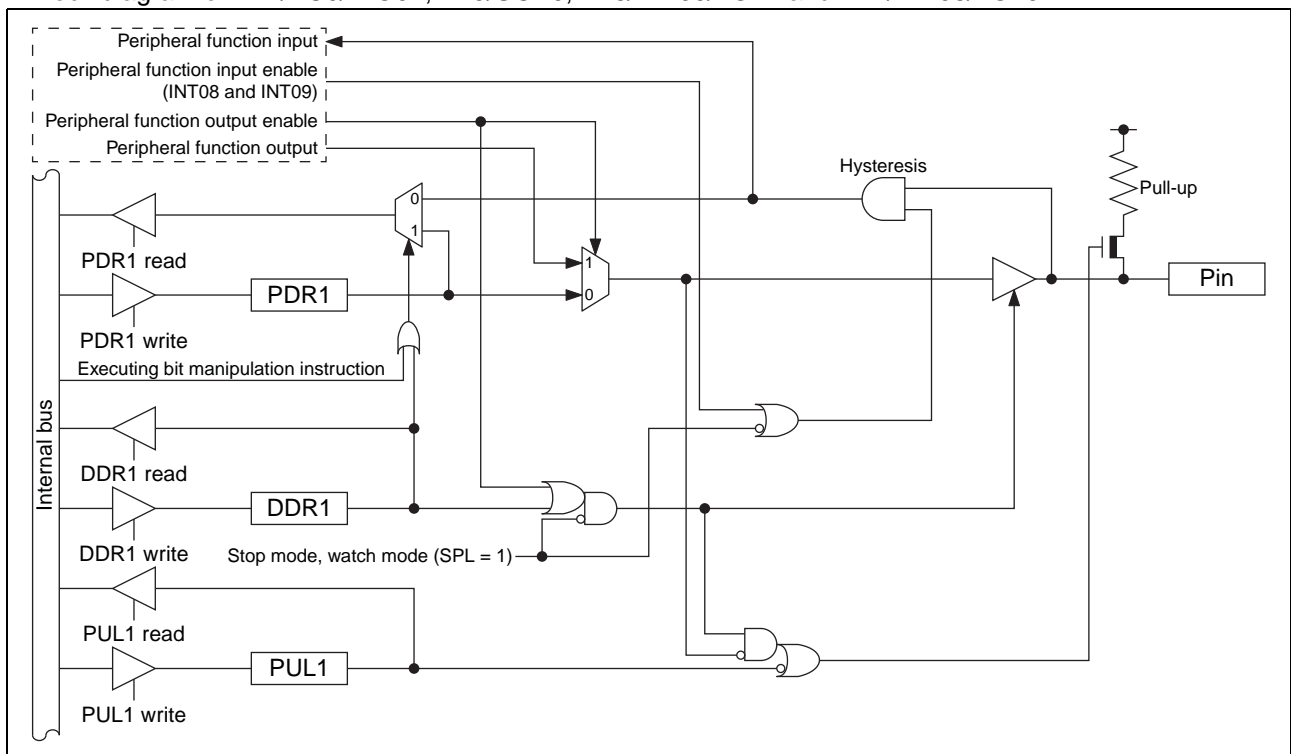 Peripheral function input
Peripheral function input enable
(INT08 and INT09)
Peripheral function output enable
Peripheral function output
Hysteresis
Pull-up
0
1
PDR1 read
1
0
PDR1
Pin
PDR1 write
Executing bit manipulation instruction
Internal bus
DDR1 read
DDR1
DDR1 write
Stop mode, watch mode (SPL = 1)
PUL1 read
PUL1
PUL1 write